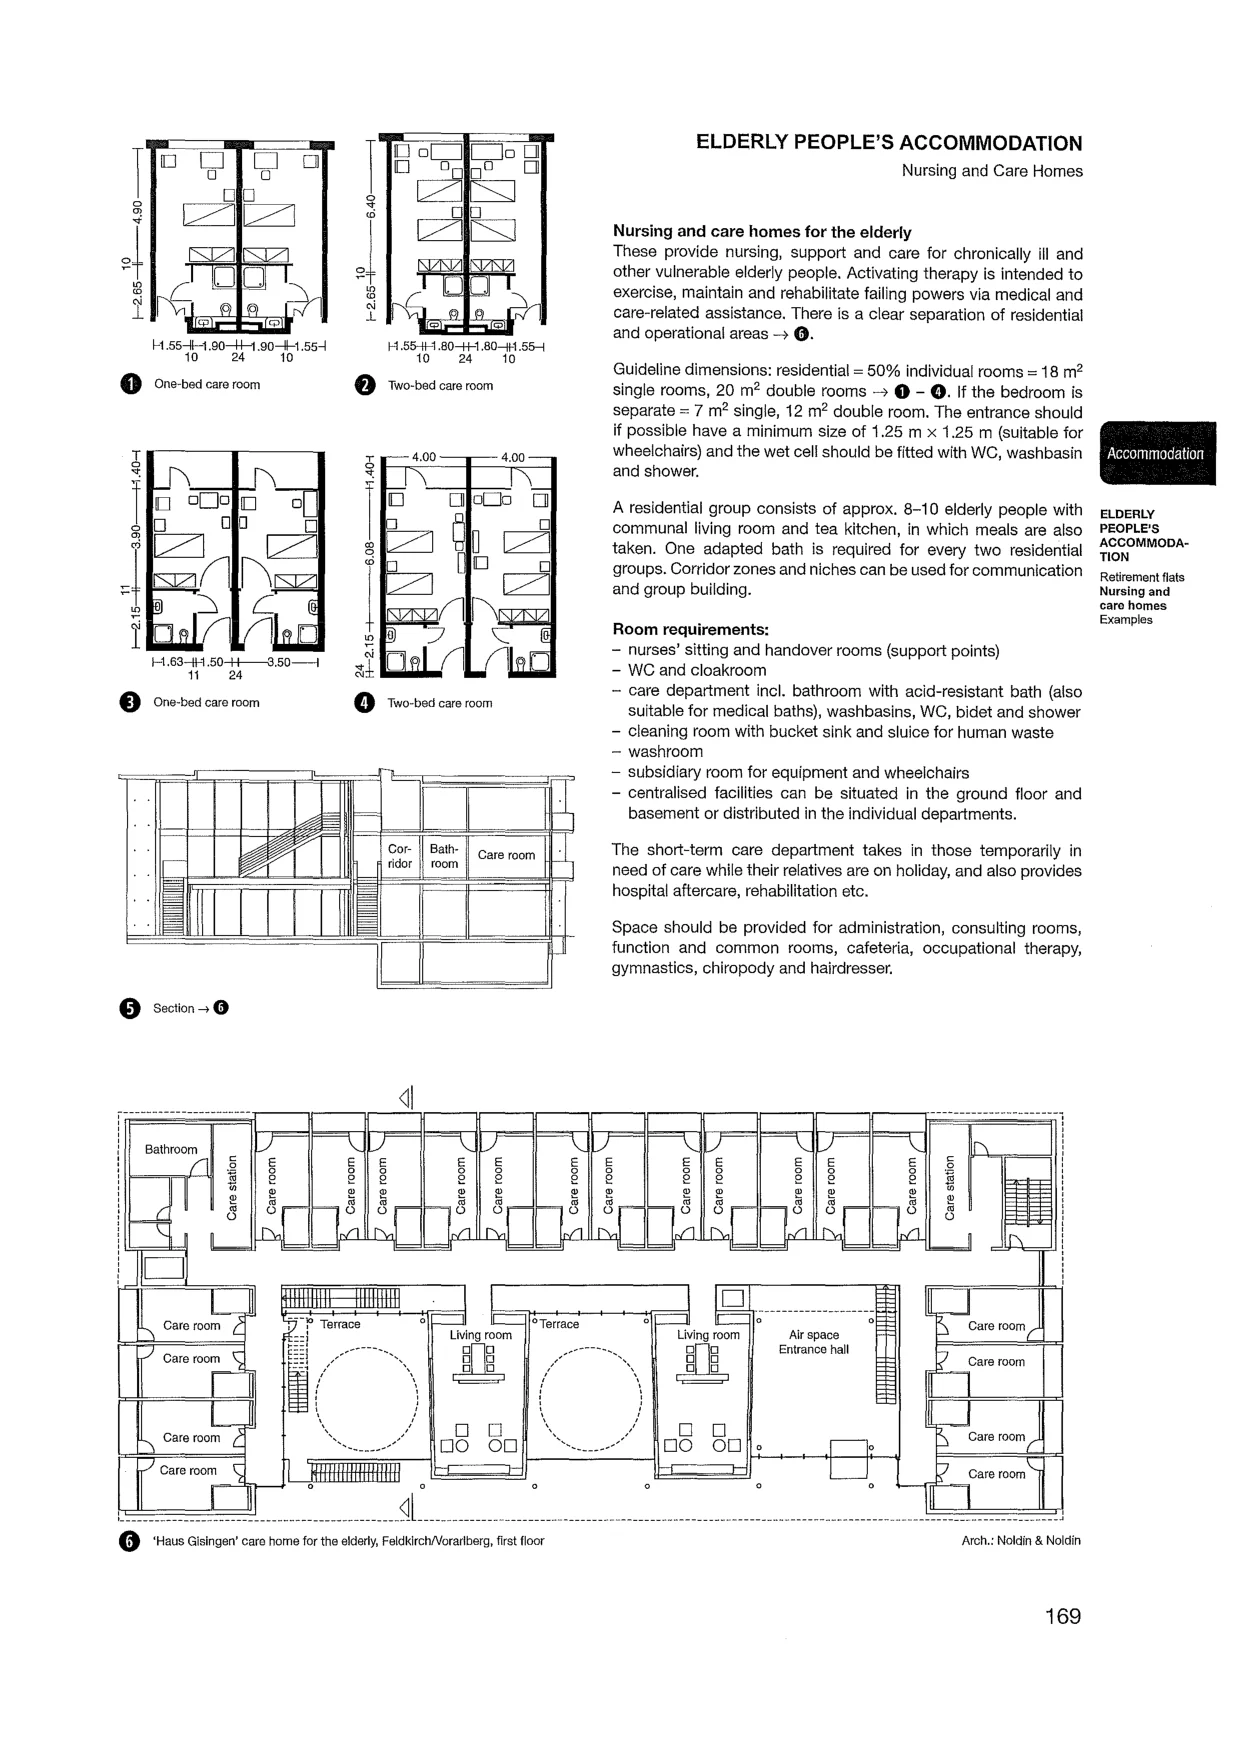 ELDERLY PEOPLE'S ACCOMMODATION
Nursing and Care Homes
4.90
10
2.65
1.55 1.90 1.90 1.55
10 24 10
1 One-bed care room
6.40
10
2.65
1.55 1.80 1.80 1.55
10 24 10
2 Two-bed care room
1.40
3.90
11
2.15
1.63 1.50 3.50
11 24
3 One-bed care room
4.00 4.00
1.40
6.08
2.15
24
4 Two-bed care room
Cor-
ridor
Bath-
room
Care room
5 Section → 6
Nursing and care homes for the elderly
These provide nursing, support and care for chronically ill and
other vulnerable elderly people. Activating therapy is intended to
exercise, maintain and rehabilitate failing powers via medical and
care-related assistance. There is a clear separation of residential
and operational areas → 6.
Guideline dimensions: residential = 50% individual rooms = 18 m²
single rooms, 20 m² double rooms → 1 – 4. If the bedroom is
separate = 7 m² single, 12 m² double room. The entrance should
if possible have a minimum size of 1.25 m × 1.25 m (suitable for
wheelchairs) and the wet cell should be fitted with WC, washbasin
and shower.
A residential group consists of approx. 8–10 elderly people with
communal living room and tea kitchen, in which meals are also
taken. One adapted bath is required for every two residential
groups. Corridor zones and niches can be used for communication
and group building.
Room requirements:
– nurses' sitting and handover rooms (support points)
– WC and cloakroom
– care department incl. bathroom with acid-resistant bath (also
suitable for medical baths), washbasins, WC, bidet and shower
– cleaning room with bucket sink and sluice for human waste
– washroom
– subsidiary room for equipment and wheelchairs
– centralised facilities can be situated in the ground floor and
basement or distributed in the individual departments.
The short-term care department takes in those temporarily in
need of care while their relatives are on holiday, and also provides
hospital aftercare, rehabilitation etc.
Space should be provided for administration, consulting rooms,
function and common rooms, cafeteria, occupational therapy,
gymnastics, chiropody and hairdresser.
Accommodation
ELDERLY
PEOPLE'S
ACCOMMODA-
TION
Retirement flats
Nursing and
care homes
Examples
Bathroom
Care station
Care room
Care room
Care room
Care room
Care room
Care room
Care room
Care room
Care room
Care room
Care room
Care room
Care station
Care room
Care room
Care room
Care room
Terrace
Living room
Terrace
Living room
Air space
Entrance hall
Care room
Care room
Care room
Care room
6 'Haus Gisingen' care home for the elderly, Feldkirch/Vorarlberg, first floor
Arch.: Noldin & Noldin
169